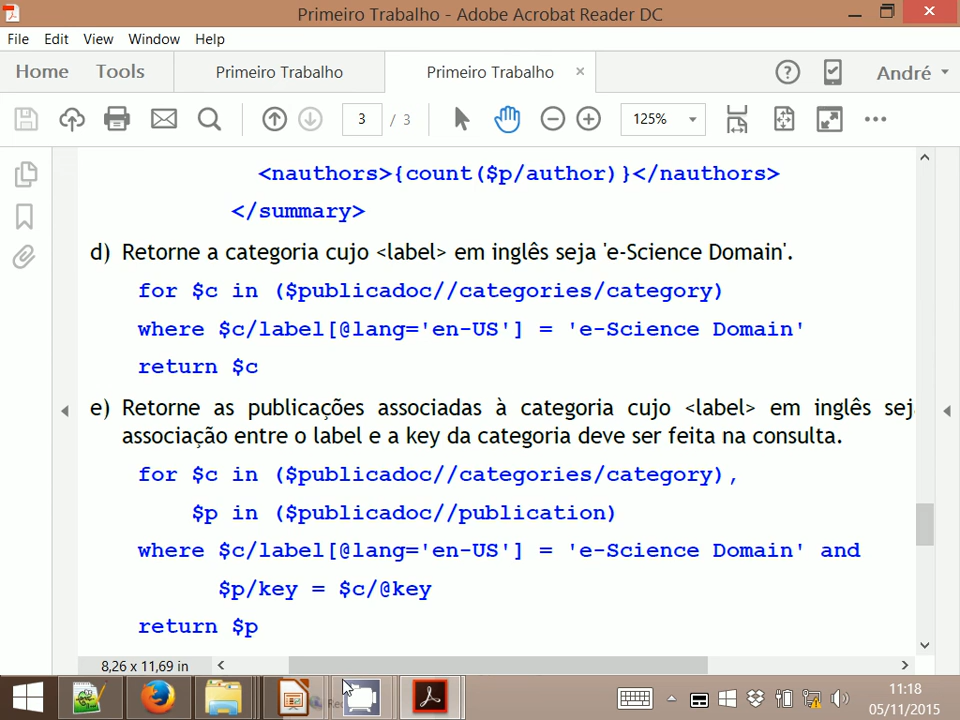 Primeiro Trabalho - Adobe Acrobat Reader DC
File Edit View Window Help
Home Tools Primeiro Trabalho Primeiro Trabalho × ? André
3 / 3 125%
<nauthors>{count($p/author)}</nauthors>
</summary>
d) Retorne a categoria cujo <label> em inglês seja 'e-Science Domain'.
for $c in ($publicadoc//categories/category)
where $c/label[@lang='en-US'] = 'e-Science Domain'
return $c
e) Retorne as publicações associadas à categoria cujo <label> em inglês sej
associação entre o label e a key da categoria deve ser feita na consulta.
for $c in ($publicadoc//categories/category),
$p in ($publicadoc//publication)
where $c/label[@lang='en-US'] = 'e-Science Domain' and
$p/key = $c/@key
return $p
8,26 x 11,69 in
11:18
05/11/2015